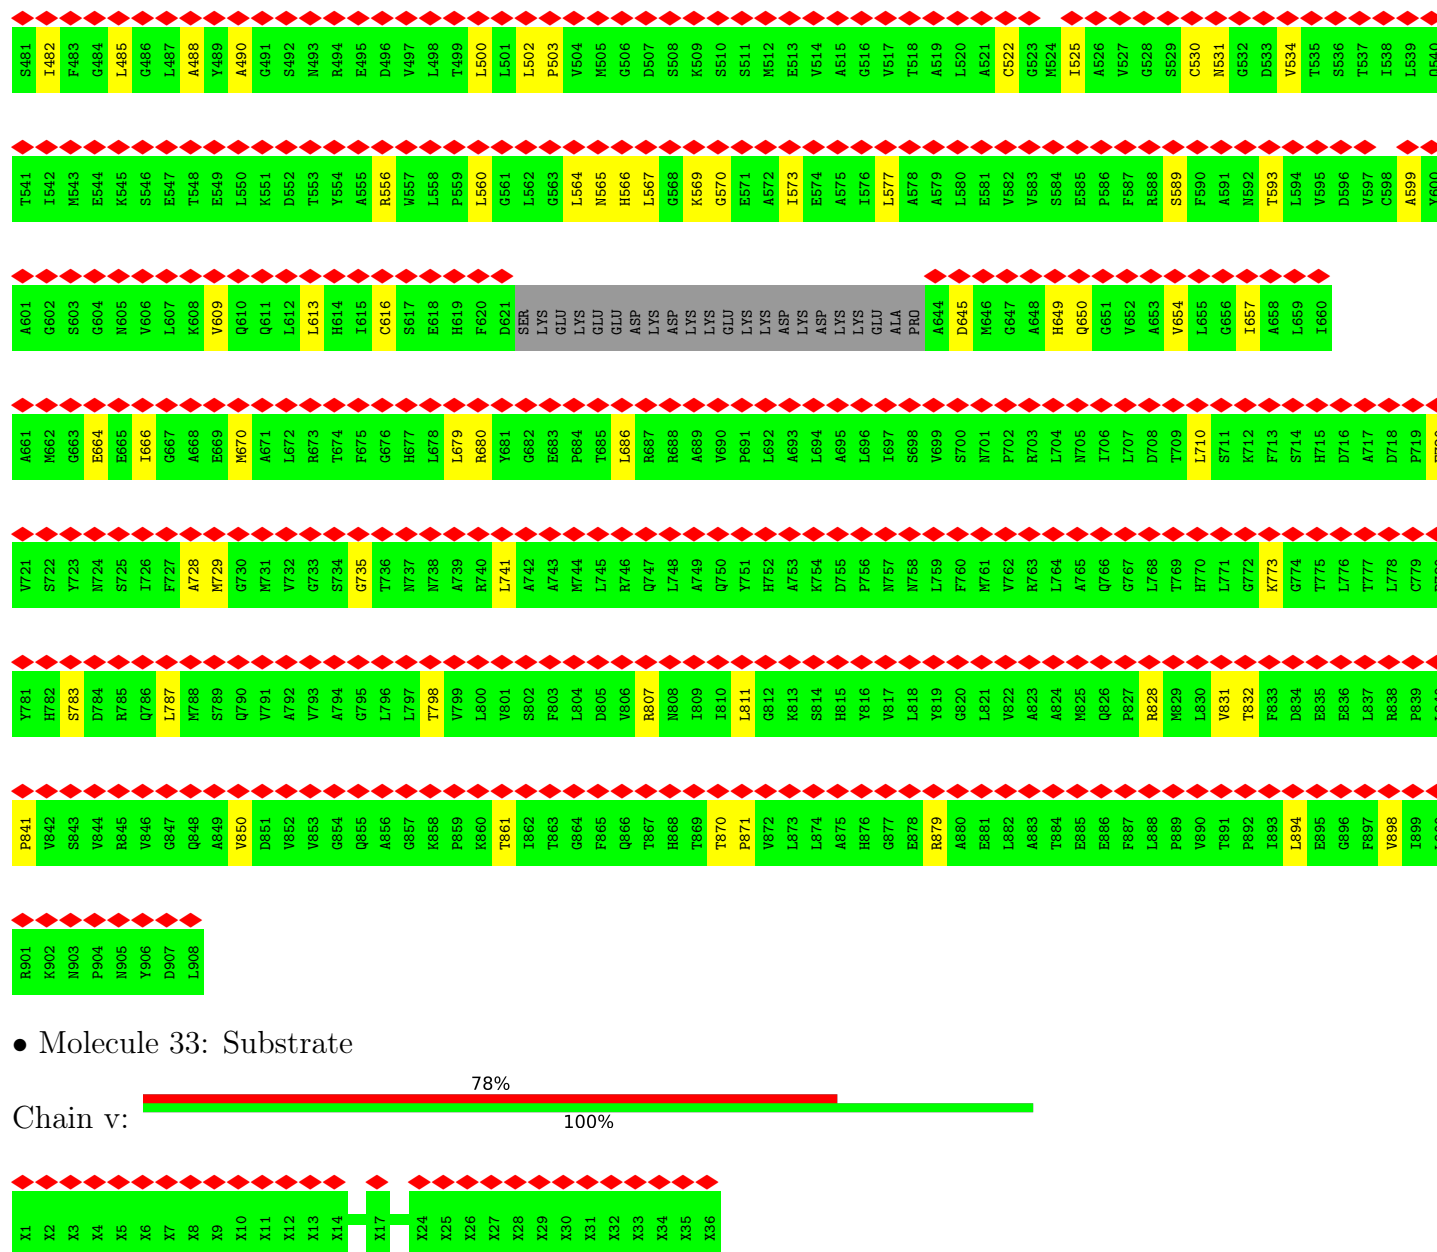 S481 I482 F483 G484 L485 G486 L487 A488 Y489 A490 G491 S492 N493 R494 E495 D496 V497 L498 T499 L500 L501 L502 P503 V504 M505 G506 D507 S508 K509 S510 S511 M512 E513 V514 A515 G516 V517 T518 A519 L520 A521 C522 G523 M524 I525 A526 V527 G528 S529 C530 N531 G532 D533 V534 T535 S536 T537 I538 L539 Q540
T541 I542 M543 E544 K545 S546 E547 T548 E549 L550 K551 D552 T553 Y554 A555 R556 W557 L558 P559 L560 G561 L562 G563 L564 N565 H566 L567 G568 K569 G570 E571 A572 I573 E574 A575 I576 L577 A578 A579 L580 E581 V582 V583 S584 E585 P586 F587 R588 S589 F590 A591 N592 T593 L594 V595 D596 V597 C598 A599 Y600
A601 G602 S603 G604 N605 V606 L607 K608 V609 Q610 Q611 L612 L613 H614 I615 C616 S617 E618 H619 F620 D621 SER LYS GLU LYS GLU GLU ASP LYS ASP LYS LYS GLU LYS LYS ASP LYS ASP LYS LYS GLU ALA PRO A644 D645 M646 G647 A648 H649 Q650 G651 V652 A653 V654 L655 G656 I657 A658 L659 I660
A661 M662 G663 E664 E665 I666 G667 A668 E669 M670 A671 L672 R673 T674 F675 G676 H677 L678 L679 R680 Y681 G682 E683 P684 T685 L686 R687 R688 A689 V690 P691 L692 A693 L694 A695 L696 I697 S698 V699 S700 N701 P702 R703 L704 N705 I706 L707 D708 T709 L710 S711 K712 F713 S714 H715 D716 A717 D718 P719
V721 S722 Y723 N724 S725 I726 F727 A728 M729 G730 M731 V732 G733 S734 G735 T736 N737 N738 A739 R740 L741 A742 A743 M744 L745 R746 Q747 L748 A749 Q750 Y751 H752 A753 K754 D755 P756 N757 N758 L759 F760 M761 V762 R763 L764 A765 Q766 G767 L768 T769 H770 L771 G772 K773 G774 T775 L776 T777 L778 C779
Y781 H782 S783 D784 R785 Q786 L787 M788 S789 Q790 V791 A792 V793 A794 G795 L796 L797 T798 V799 L800 V801 S802 F803 L804 D805 V806 R807 N808 I809 I810 L811 G812 K813 S814 H815 Y816 V817 L818 Y819 G820 L821 V822 A823 A824 M825 Q826 P827 R828 M829 L830 V831 T832 F833 D834 E835 E836 L837 R838 P839
P841 V842 S843 V844 R845 V846 G847 Q848 A849 V850 D851 V852 V853 G854 Q855 A856 G857 K858 P859 K860 T861 I862 T863 G864 F865 Q866 T867 H868 T869 T870 P871 V872 L873 L874 A875 H876 G877 E878 R879 A880 E881 L882 A883 T884 E885 E886 F887 L888 P889 V890 T891 P892 I893 L894 E895 G896 F897 V898 I899
R901 K902 N903 P904 N905 Y906 D907 L908
• Molecule 33: Substrate
78%
Chain v:
100%
X1 X2 X3 X4 X5 X6 X7 X8 X9 X10 X11 X12 X13 X14 X17 X24 X25 X26 X27 X28 X29 X30 X31 X32 X33 X34 X35 X36